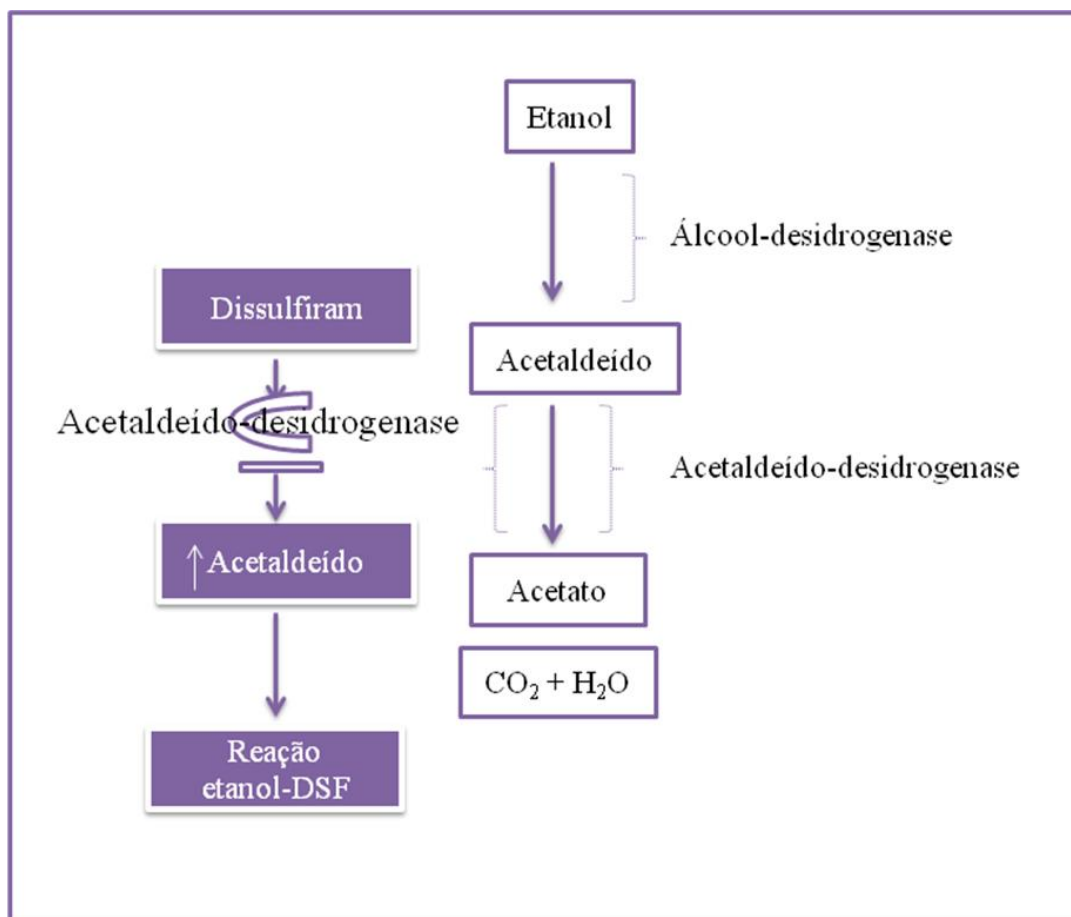 Etanol
Álcool-desidrogenase
Dissulfiram
Acetaldeído
Acetaldeído-desidrogenase
Acetaldeído-desidrogenase
↑ Acetaldeído
Acetato
CO₂ + H₂O
Reação
etanol-DSF